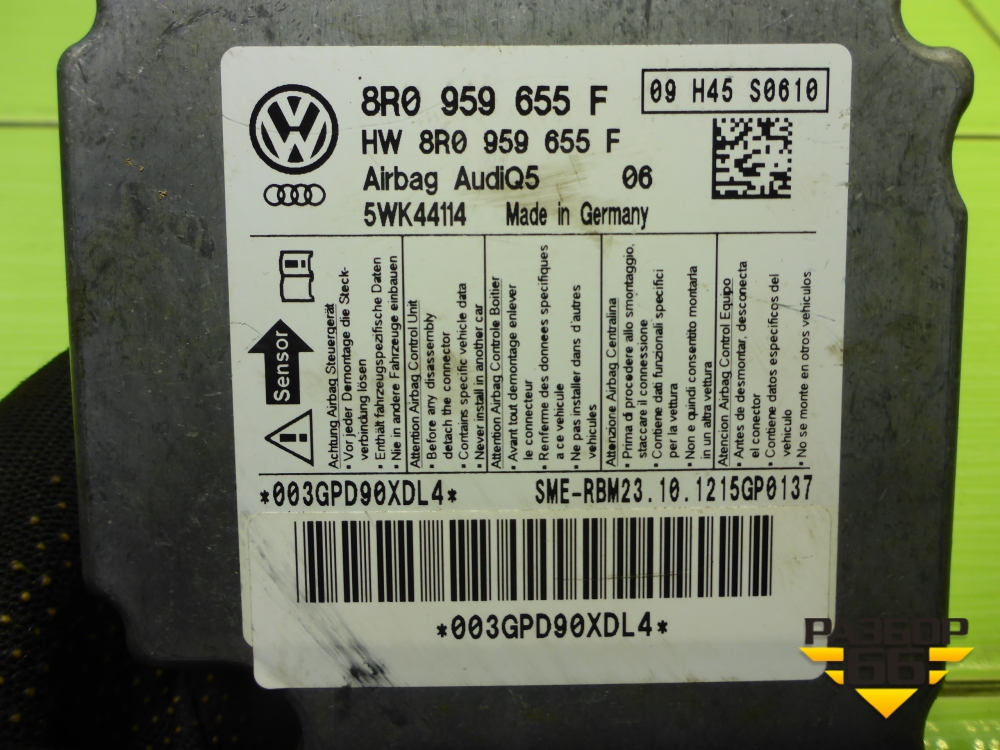 8R0 959 655 F
09 H45 S0610
HW 8R0 959 655 F
Airbag AudiQ5 06
5WK44114 Made in Germany
Sensor
Achtung Airbag Steuergerät
• Vor jeder Demontage die Steck-
verbindung lösen
• Enthält fahrzeugspezifische Daten
• Nie in andere Fahrzeuge einbauen
Attention Airbag Control Unit
• Before any disassembly
detach the connector
• Contains specific vehicle data
• Never install in another car
Attention Airbag Controle Boitier
• Avant tout demontage enlever
le connecteur
• Renferme des donnees specifiques
a ce vehicule
• Ne pas installer dans d'autres
vehicules
Attenzione Airbag Centralina
• Prima di procedere allo smontaggio,
staccare il connessione
• Contiene dati funzionali specifici
per la vettura
• Non e quindi consentito montarla
in un altra vettura
Atencion Airbag Control Equipo
• Antes de desmontar, desconecta
el conector
• Contiene datos especificos del
vehiculo
• No se monte en otros vehiculos
*003GPD90XDL4* SME-RBM23.10.1215GP0137
*003GPD90XDL4*
РАЗБОР
66